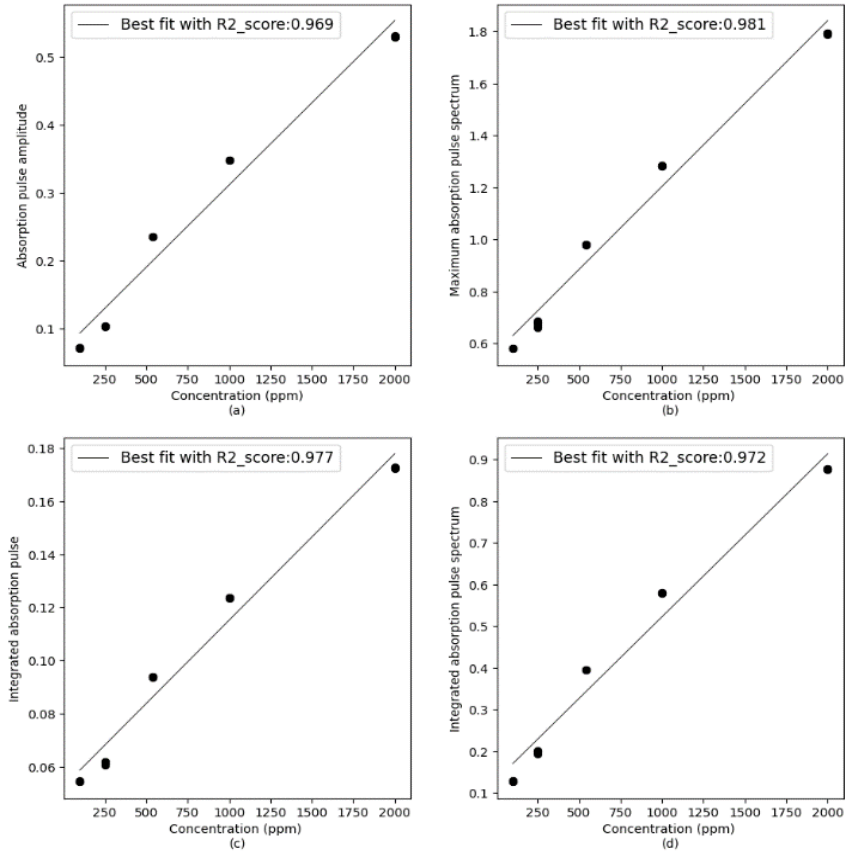 Best fit with R2_score:0.969
Absorption pulse amplitude
0.5
0.4
0.3
0.2
0.1
250 500 750 1000 1250 1500 1750 2000
Concentration (ppm)
(a)
Best fit with R2_score:0.981
Maximum absorption pulse spectrum
1.8
1.6
1.4
1.2
1.0
0.8
0.6
250 500 750 1000 1250 1500 1750 2000
Concentration (ppm)
(b)
Best fit with R2_score:0.977
Integrated absorption pulse
0.18
0.16
0.14
0.12
0.10
0.08
0.06
250 500 750 1000 1250 1500 1750 2000
Concentration (ppm)
(c)
Best fit with R2_score:0.972
Integrated absorption pulse spectrum
0.9
0.8
0.7
0.6
0.5
0.4
0.3
0.2
0.1
250 500 750 1000 1250 1500 1750 2000
Concentration (ppm)
(d)